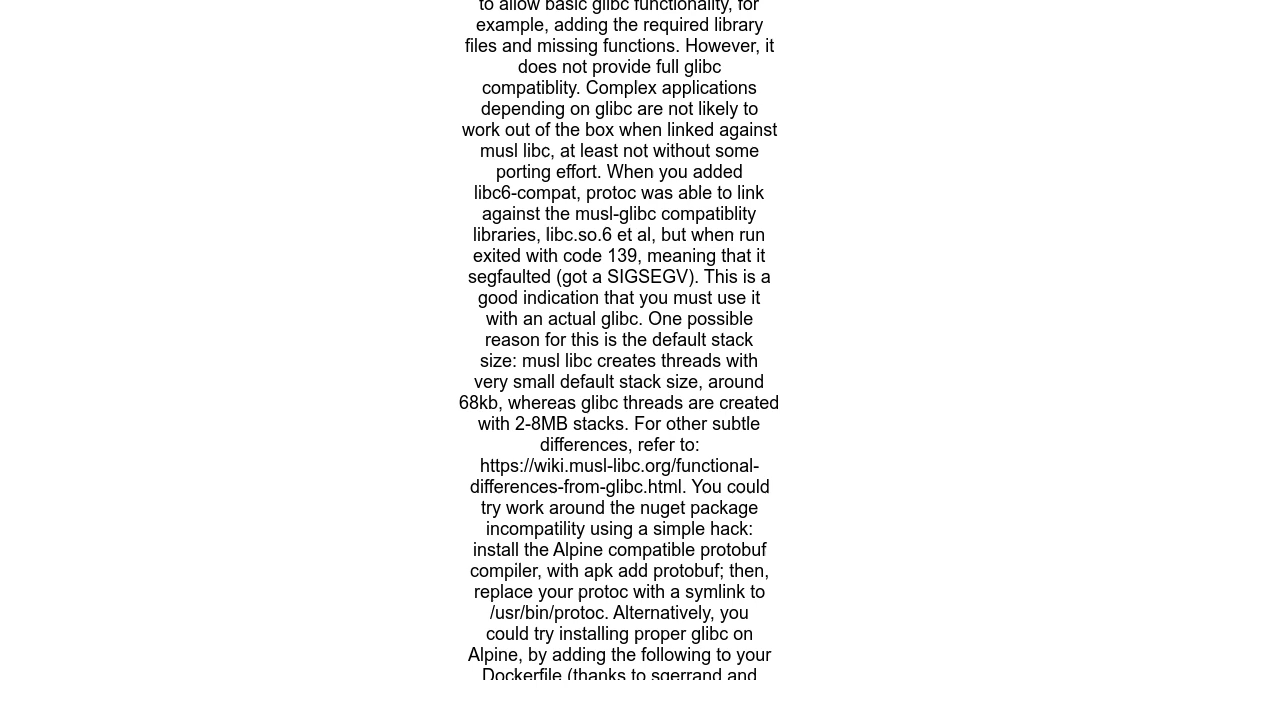 to allow basic glibc functionality, for
example, adding the required library
files and missing functions. However, it
does not provide full glibc
compatiblity. Complex applications
depending on glibc are not likely to
work out of the box when linked against
musl libc, at least not without some
porting effort. When you added
libc6-compat, protoc was able to link
against the musl-glibc compatiblity
libraries, libc.so.6 et al, but when run
exited with code 139, meaning that it
segfaulted (got a SIGSEGV). This is a
good indication that you must use it
with an actual glibc. One possible
reason for this is the default stack
size: musl libc creates threads with
very small default stack size, around
68kb, whereas glibc threads are created
with 2-8MB stacks. For other subtle
differences, refer to:
https://wiki.musl-libc.org/functional-
differences-from-glibc.html. You could
try work around the nuget package
incompatility using a simple hack:
install the Alpine compatible protobuf
compiler, with apk add protobuf; then,
replace your protoc with a symlink to
/usr/bin/protoc. Alternatively, you
could try installing proper glibc on
Alpine, by adding the following to your
Dockerfile (thanks to sgerrand and